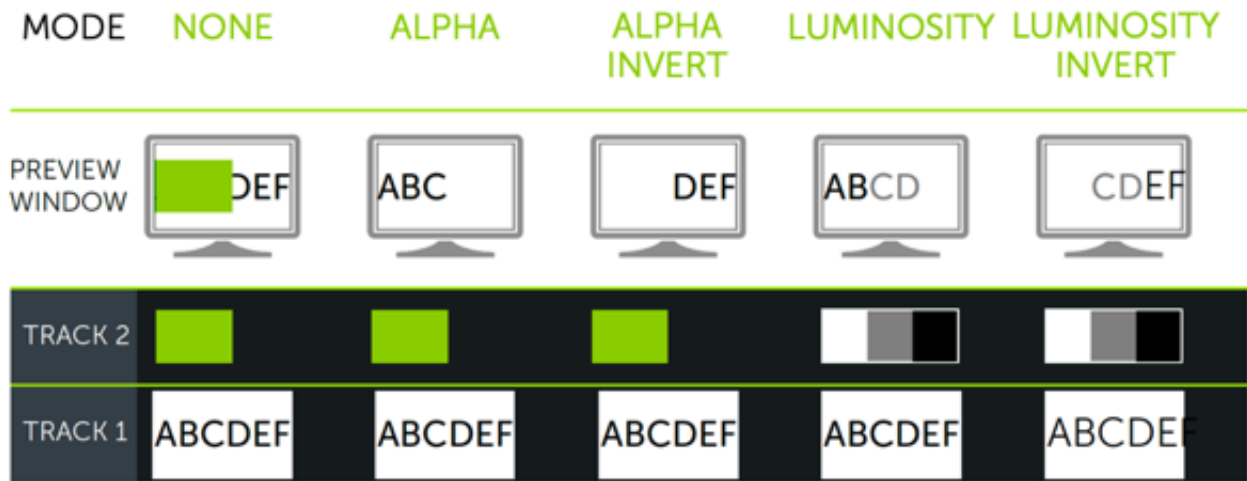 MODE NONE ALPHA ALPHA INVERT LUMINOSITY LUMINOSITY INVERT
PREVIEW WINDOW DEF ABC DEF ABCD CDEF
TRACK 2
TRACK 1 ABCDEF ABCDEF ABCDEF ABCDEF ABCDEF